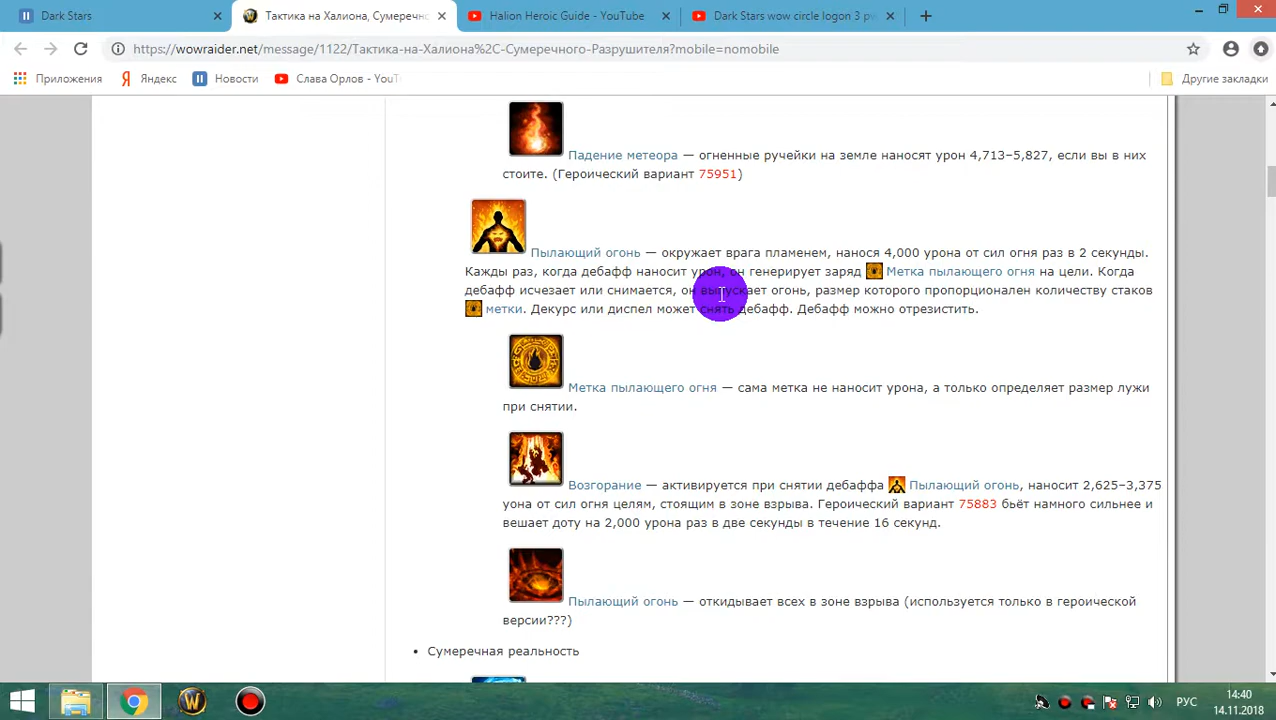 Dark Stars
Тактика на Халиона, Сумеречно
Halion Heroic Guide - YouTube
Dark Stars wow circle logon 3 pv
https://wowraider.net/message/1122/Тактика-на-Халиона%2C-Сумеречного-Разрушителя?mobile=nomobile
Приложения
Яндекс
Новости
Слава Орлов - YouT
Другие закладки
Падение метеора — огненные ручейки на земле наносят урон 4,713–5,827, если вы в них
стоите. (Героический вариант 75951)
Пылающий огонь — окружает врага пламенем, нанося 4,000 урона от сил огня раз в 2 секунды.
Кажды раз, когда дебафф наносит урон, он генерирует заряд Метка пылающего огня на цели. Когда
дебафф исчезает или снимается, он выпускает огонь, размер которого пропорционален количеству стаков
метки. Декурс или диспел может снять дебафф. Дебафф можно отрезистить.
Метка пылающего огня — сама метка не наносит урона, а только определяет размер лужи
при снятии.
Возгорание — активируется при снятии дебаффа Пылающий огонь, наносит 2,625–3,375
уона от сил огня целям, стоящим в зоне взрыва. Героический вариант 75883 бьёт намного сильнее и
вешает доту на 2,000 урона раз в две секунды в течение 16 секунд.
Пылающий огонь — откидывает всех в зоне взрыва (используется только в героической
версии???)
• Сумеречная реальность
РУС
14:40
14.11.2018